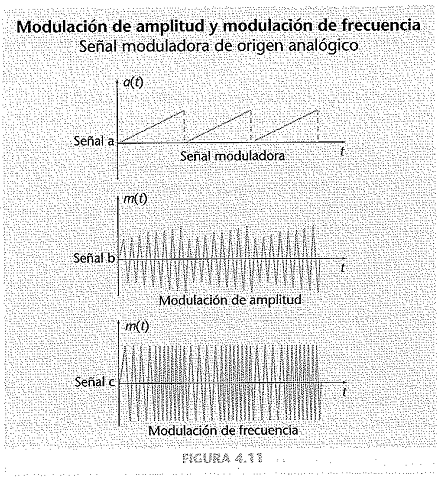 Modulación de amplitud y modulación de frecuencia
Señal moduladora de origen analógico
a(t)
Señal a
Señal moduladora
t
m(t)
Señal b
t
Modulación de amplitud
m(t)
Señal c
t
Modulación de frecuencia
FIGURA 4.11